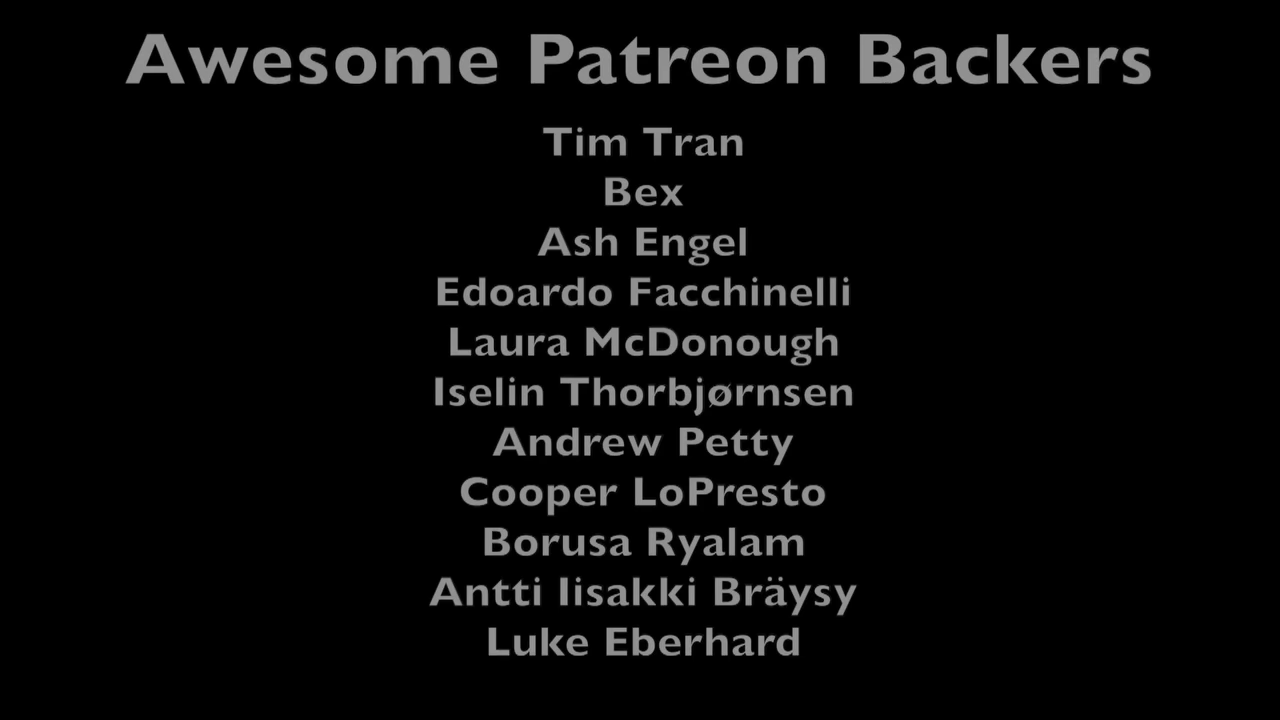 Awesome Patreon Backers
Tim Tran
Bex
Ash Engel
Edoardo Facchinelli
Laura McDonough
Iselin Thorbjørnsen
Andrew Petty
Cooper LoPresto
Borusa Ryalam
Antti Iisakki Bräysy
Luke Eberhard